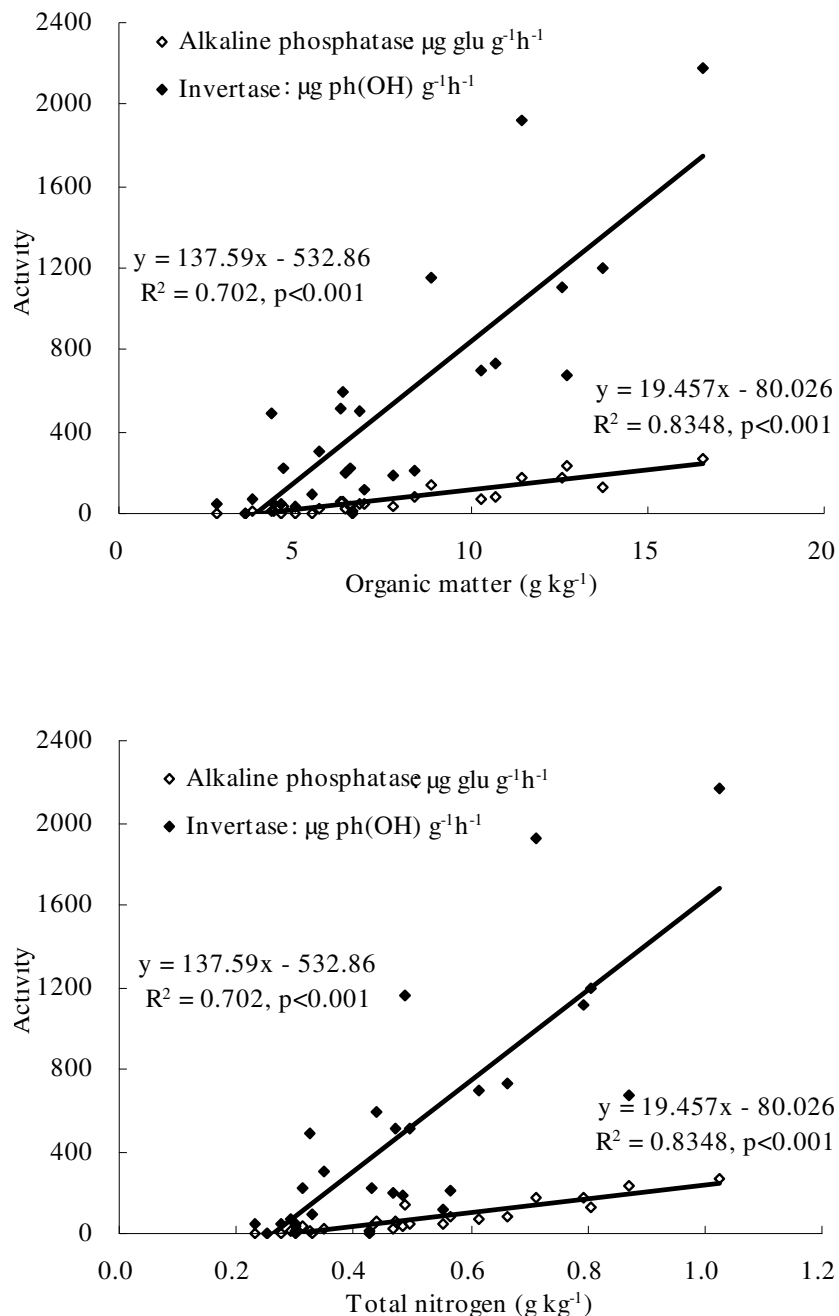 2400
Alkaline phosphatase: µg glu g⁻¹h⁻¹
2000
Invertase: µg ph(OH) g⁻¹h⁻¹
1600
Activity
y = 137.59x - 532.86
1200
R² = 0.702, p<0.001
800
y = 19.457x - 80.026
400
R² = 0.8348, p<0.001
0
0 5 10 15 20
Organic matter (g kg⁻¹)
2400
Alkaline phosphatase: µg glu g⁻¹h⁻¹
2000
Invertase: µg ph(OH) g⁻¹h⁻¹
1600
Activity
y = 137.59x - 532.86
1200
R² = 0.702, p<0.001
800
y = 19.457x - 80.026
400
R² = 0.8348, p<0.001
0
0.0 0.2 0.4 0.6 0.8 1.0 1.2
Total nitrogen (g kg⁻¹)